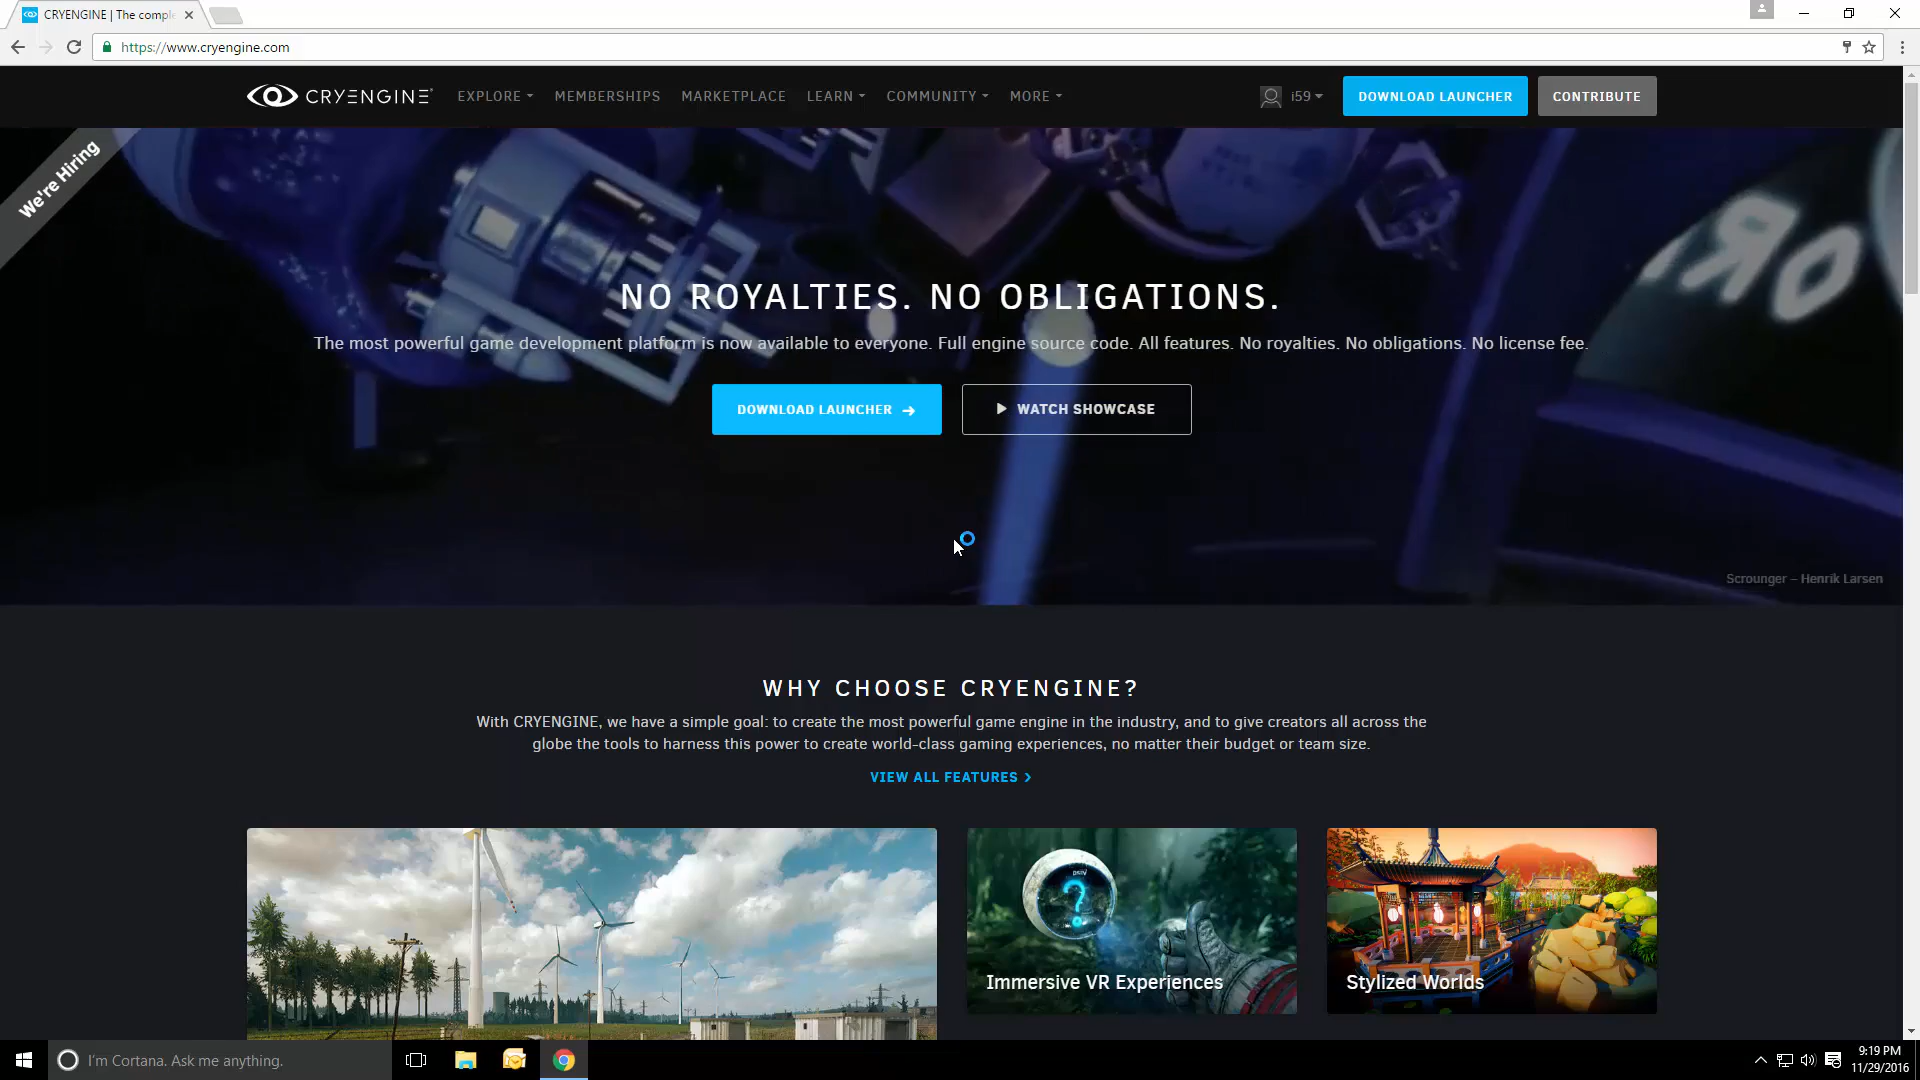 CRYENGINE | The comple
https://www.cryengine.com
CRYENGINE
EXPLORE
MEMBERSHIPS
MARKETPLACE
LEARN
COMMUNITY
MORE
i59
DOWNLOAD LAUNCHER
CONTRIBUTE
We're Hiring
NO ROYALTIES. NO OBLIGATIONS.
The most powerful game development platform is now available to everyone. Full engine source code. All features. No royalties. No obligations. No license fee.
DOWNLOAD LAUNCHER
WATCH SHOWCASE
Scrounger – Henrik Larsen
WHY CHOOSE CRYENGINE?
With CRYENGINE, we have a simple goal: to create the most powerful game engine in the industry, and to give creators all across the
globe the tools to harness this power to create world-class gaming experiences, no matter their budget or team size.
VIEW ALL FEATURES
?
Immersive VR Experiences
Stylized Worlds
I'm Cortana. Ask me anything.
9:19 PM
11/29/2016